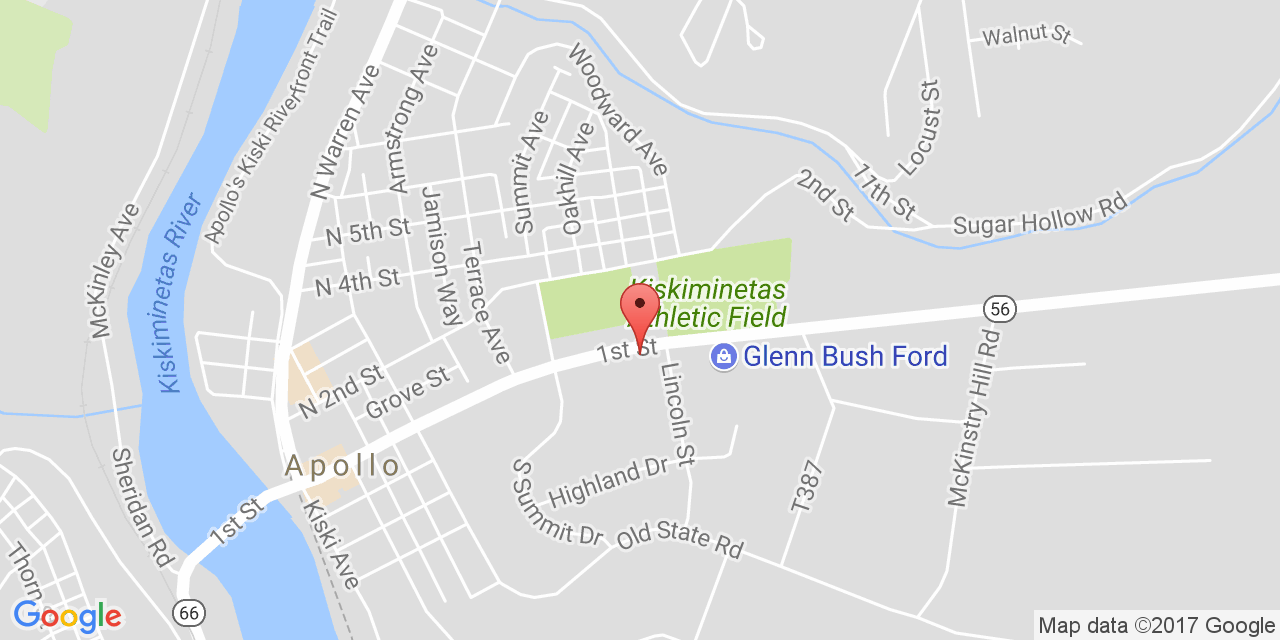 Walnut St
Woodward Ave
Apollo's Kiski Riverfront Trail
N Warren Ave
Armstrong Ave
Locust St
Summit Ave
Oakhill Ave
11th St
2nd St
Sugar Hollow Rd
McKinley Ave
Kiskiminetas River
Jamison Way
N 5th St
Terrace Ave
N 4th St
Kiskiminetas
Athletic Field
56
1st St
Glenn Bush Ford
McKinstry Hill Rd
N 2nd St
Grove St
Lincoln St
Apollo
Sheridan Rd
Highland Dr
S Summit Dr
T387
1st St
Kiski Ave
Old State Rd
66
Google
Map data ©2017 Google